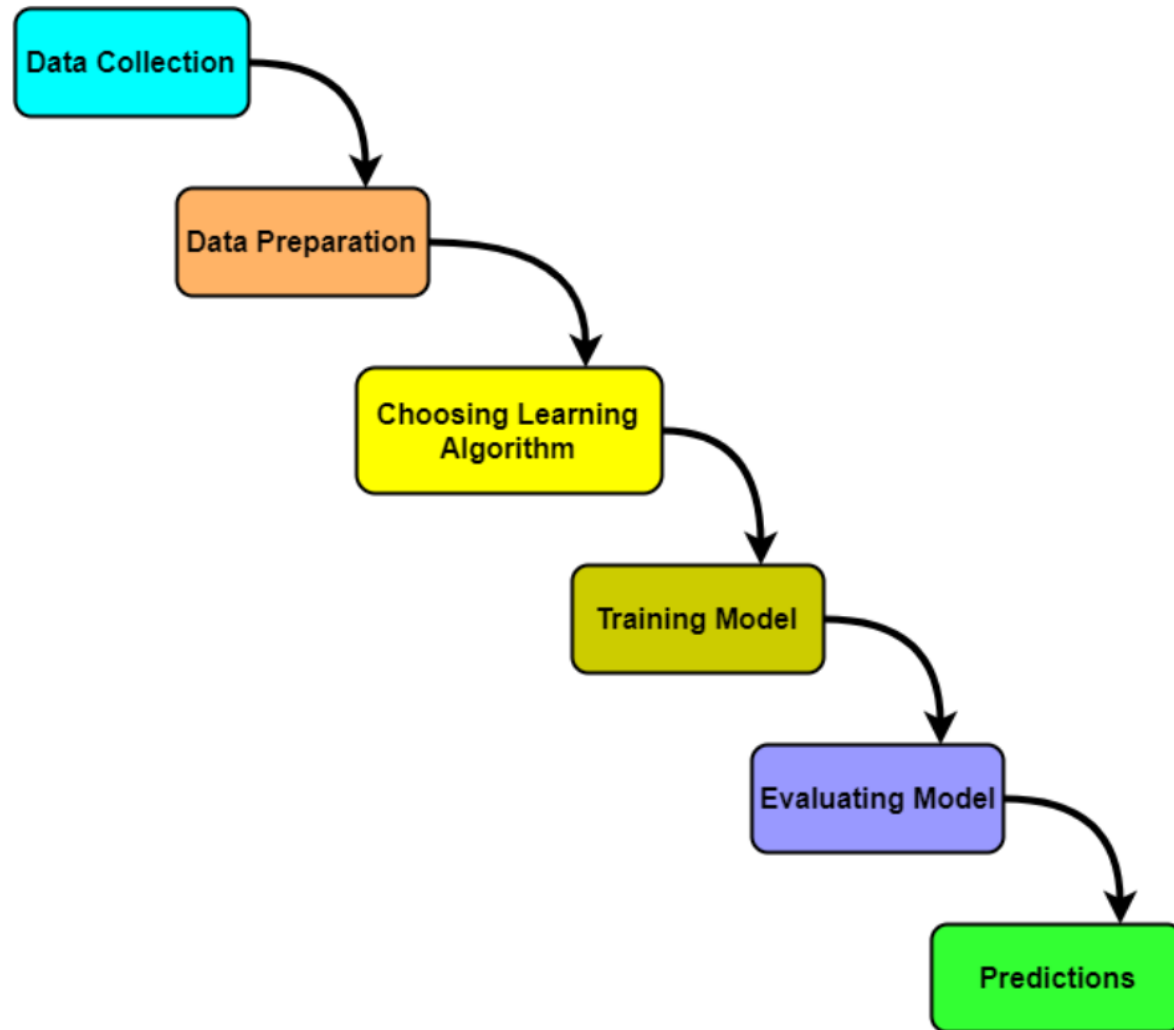 Data Collection
Data Preparation
Choosing Learning
Algorithm
Training Model
Evaluating Model
Predictions